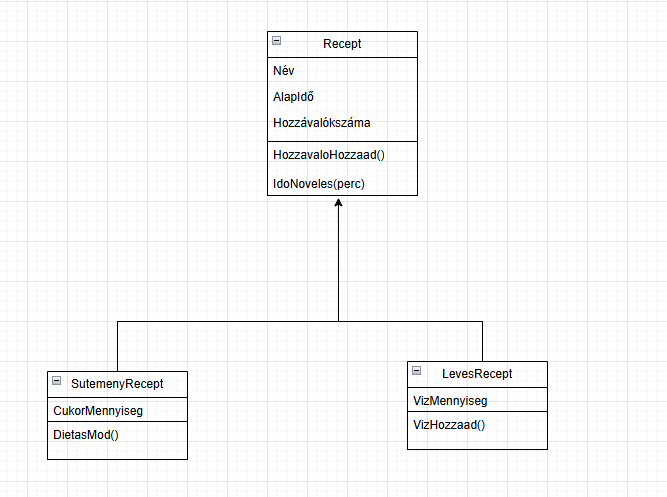 Recept
Név
AlapIdő
Hozzávalókszáma
HozzavaloHozzaad()
IdoNoveles(perc)
SutemenyRecept
CukorMennyiseg
DietasMod()
LevesRecept
VizMennyiseg
VizHozzaad()